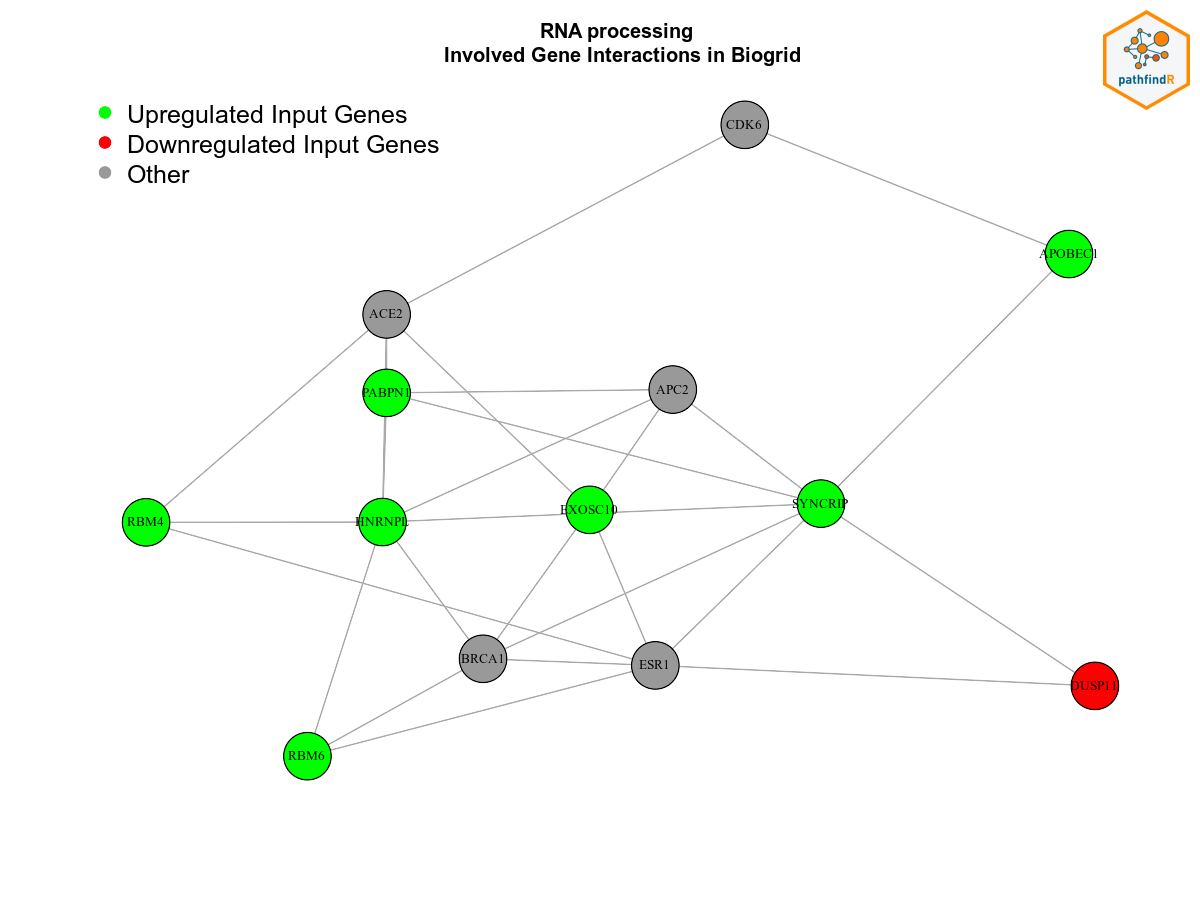 RNA processing
Involved Gene Interactions in Biogrid
pathfindR
Upregulated Input Genes
Downregulated Input Genes
Other
CDK6
APOBEC1
ACE2
PABPN1
APC2
RBM4
HNRNPL
EXOSC10
SYNCRIP
BRCA1
ESR1
DUSP11
RBM6